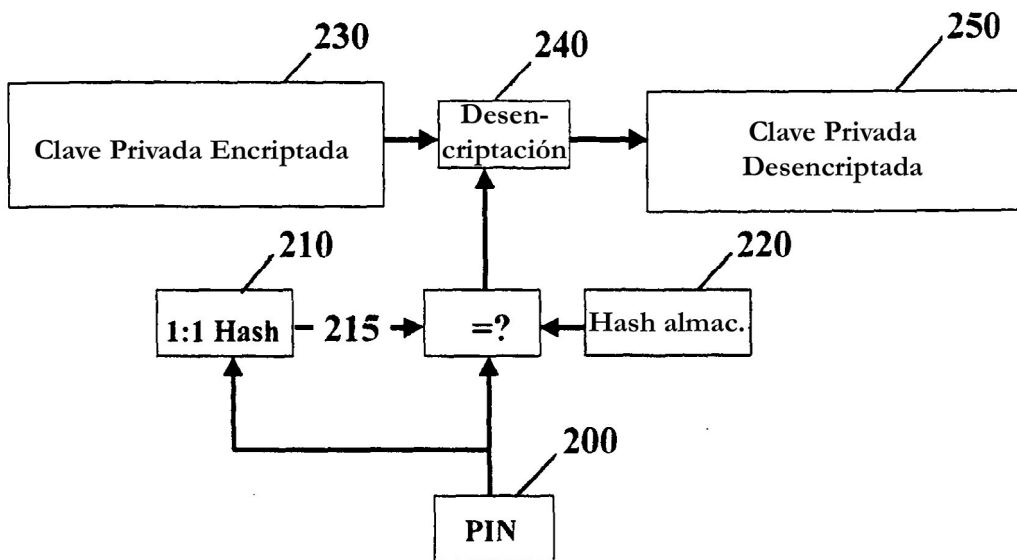 230
240
250
Clave Privada Encriptada
Desen-
criptación
Clave Privada
Desencriptada
210
220
1:1 Hash
215
=?
Hash almac.
200
PIN